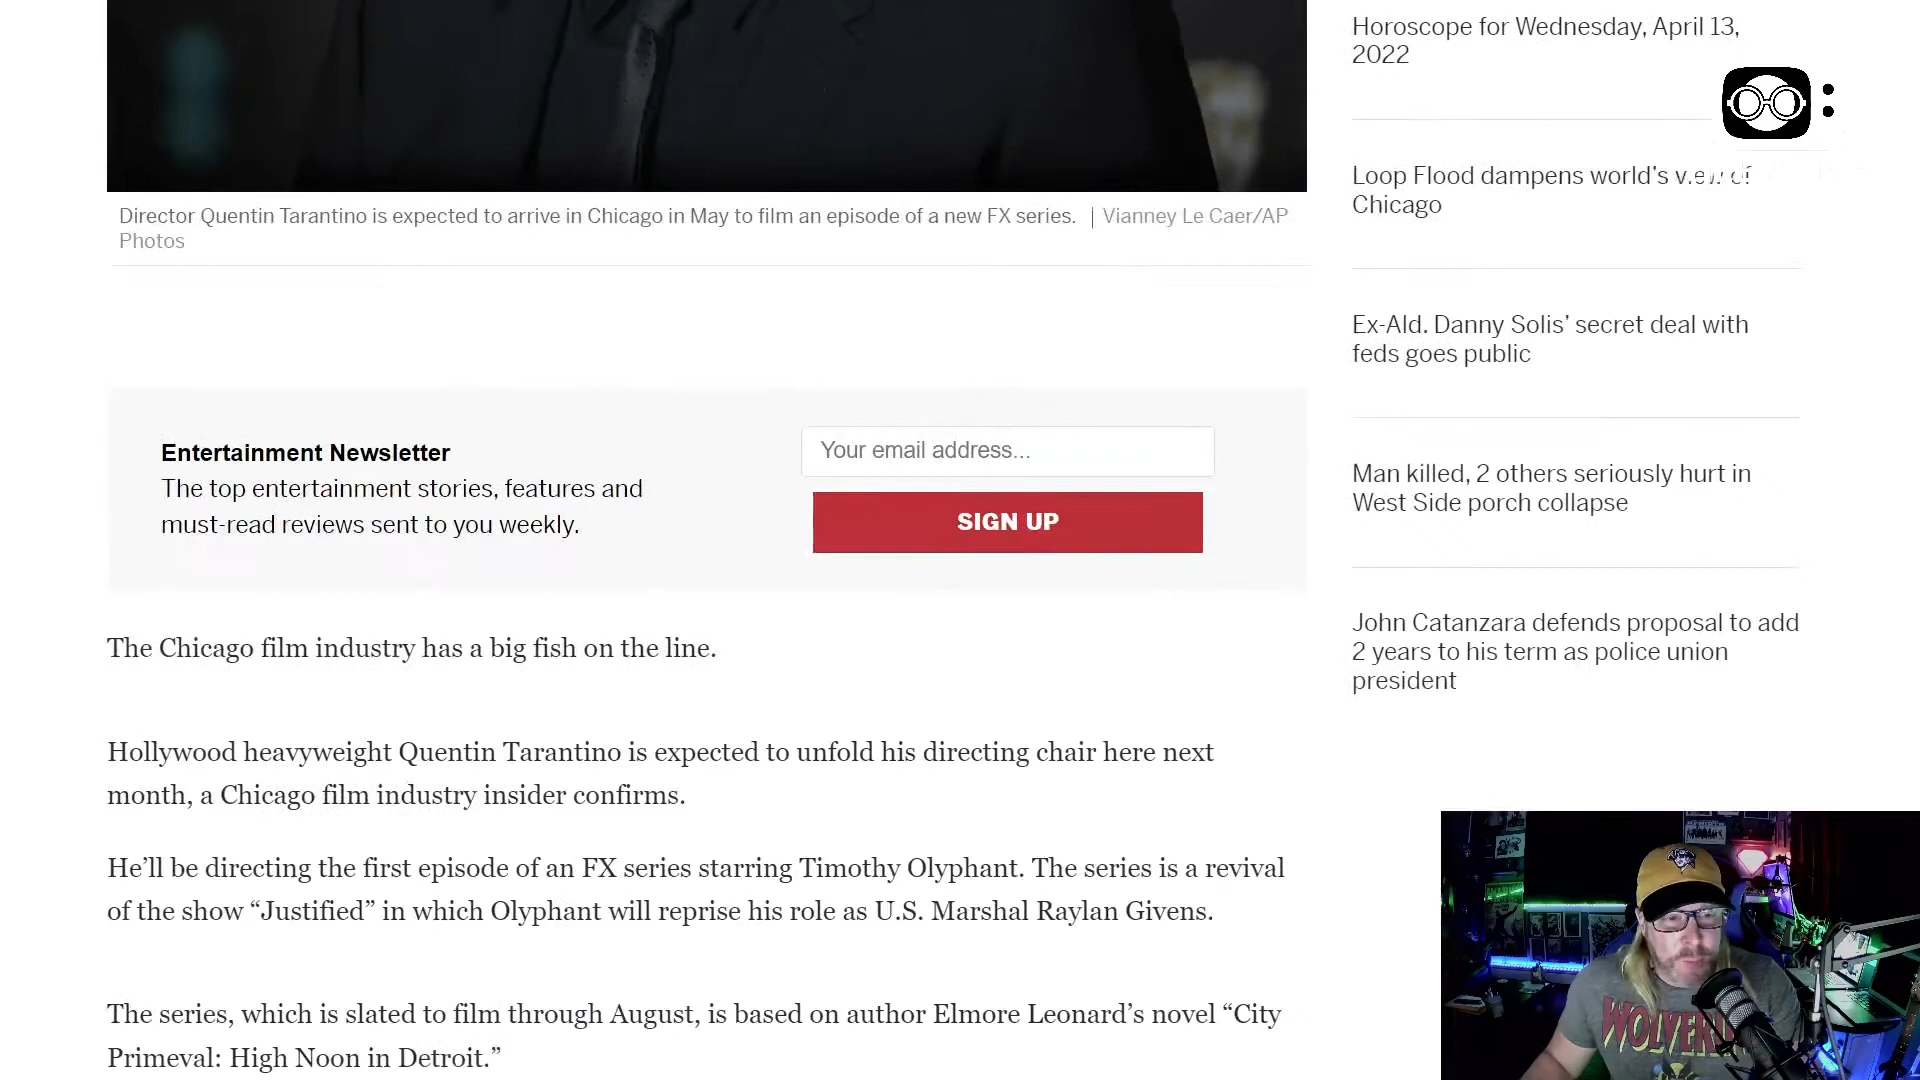 Horoscope for Wednesday, April 13,
2022
Loop Flood dampens world's view of
Chicago
Director Quentin Tarantino is expected to arrive in Chicago in May to film an episode of a new FX series. | Vianney Le Caer/AP
Photos
Ex-Ald. Danny Solis' secret deal with
feds goes public
Entertainment Newsletter
The top entertainment stories, features and
must-read reviews sent to you weekly.
Your email address...
SIGN UP
Man killed, 2 others seriously hurt in
West Side porch collapse
John Catanzara defends proposal to add
2 years to his term as police union
president
The Chicago film industry has a big fish on the line.
Hollywood heavyweight Quentin Tarantino is expected to unfold his directing chair here next
month, a Chicago film industry insider confirms.
He'll be directing the first episode of an FX series starring Timothy Olyphant. The series is a revival
of the show “Justified” in which Olyphant will reprise his role as U.S. Marshal Raylan Givens.
The series, which is slated to film through August, is based on author Elmore Leonard's novel “City
Primeval: High Noon in Detroit.”